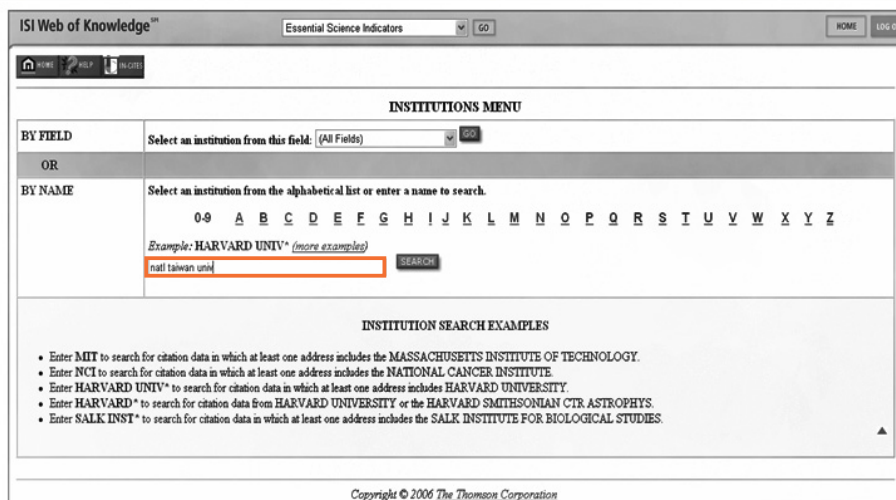 ISI Web of Knowledge℠ Essential Science Indicators GO HOME LOG O
HOME HELP IN-CITES
INSTITUTIONS MENU
BY FIELD Select an institution from this field: (All Fields) GO
OR
BY NAME Select an institution from the alphabetical list or enter a name to search.
0-9 A B C D E F G H I J K L M N O P Q R S T U V W X Y Z
Example: HARVARD UNIV* (more examples)
natl taiwan univ SEARCH
INSTITUTION SEARCH EXAMPLES
• Enter MIT to search for citation data in which at least one address includes the MASSACHUSETTS INSTITUTE OF TECHNOLOGY.
• Enter NCI to search for citation data in which at least one address includes the NATIONAL CANCER INSTITUTE.
• Enter HARVARD UNIV* to search for citation data in which at least one address includes HARVARD UNIVERSITY.
• Enter HARVARD* to search for citation data from HARVARD UNIVERSITY or the HARVARD SMITHSONIAN CTR ASTROPHYS.
• Enter SALK INST* to search for citation data in which at least one address includes the SALK INSTITUTE FOR BIOLOGICAL STUDIES.
Copyright © 2006 The Thomson Corporation